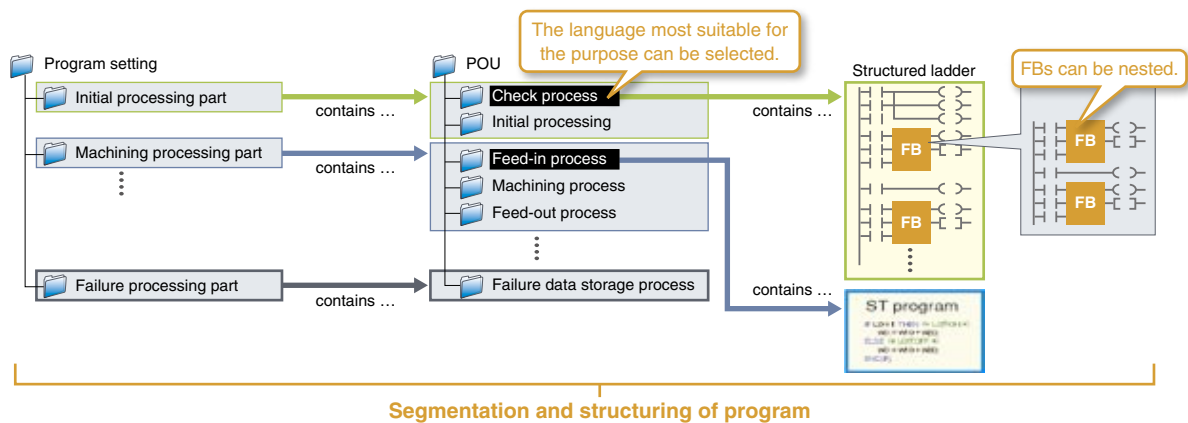 The language most suitable for
the purpose can be selected.
Program setting
POU
Structured ladder
FBs can be nested.
Initial processing part
contains …
Check process
contains …
Initial processing
Machining processing part
contains …
Feed-in process
FB
FB
Machining process
Feed-out process
FB
FB
Failure processing part
contains …
Failure data storage process
contains …
ST program
Segmentation and structuring of program